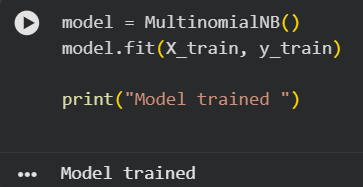 model = MultinomialNB()
model.fit(X_train, y_train)
print("Model trained ")
Model trained